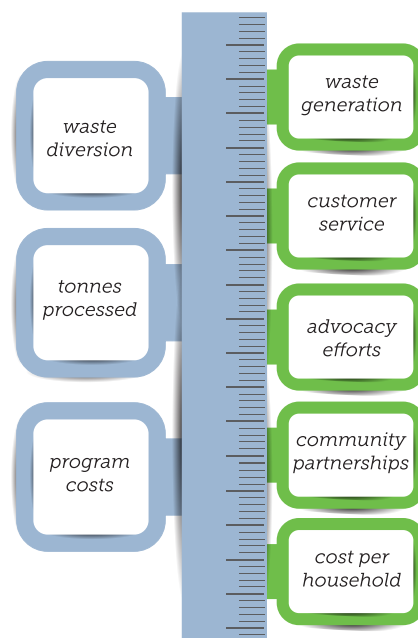 waste
diversion
tonnes
processed
program
costs
waste
generation
customer
service
advocacy
efforts
community
partnerships
cost per
household